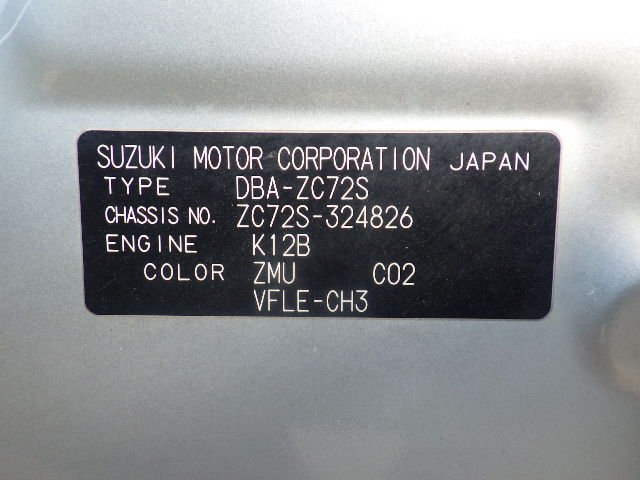 SUZUKI MOTOR CORPORATION JAPAN
TYPE DBA-ZC72S
CHASSIS NO. ZC72S-324826
ENGINE K12B
COLOR ZMU C02
VFLE-CH3